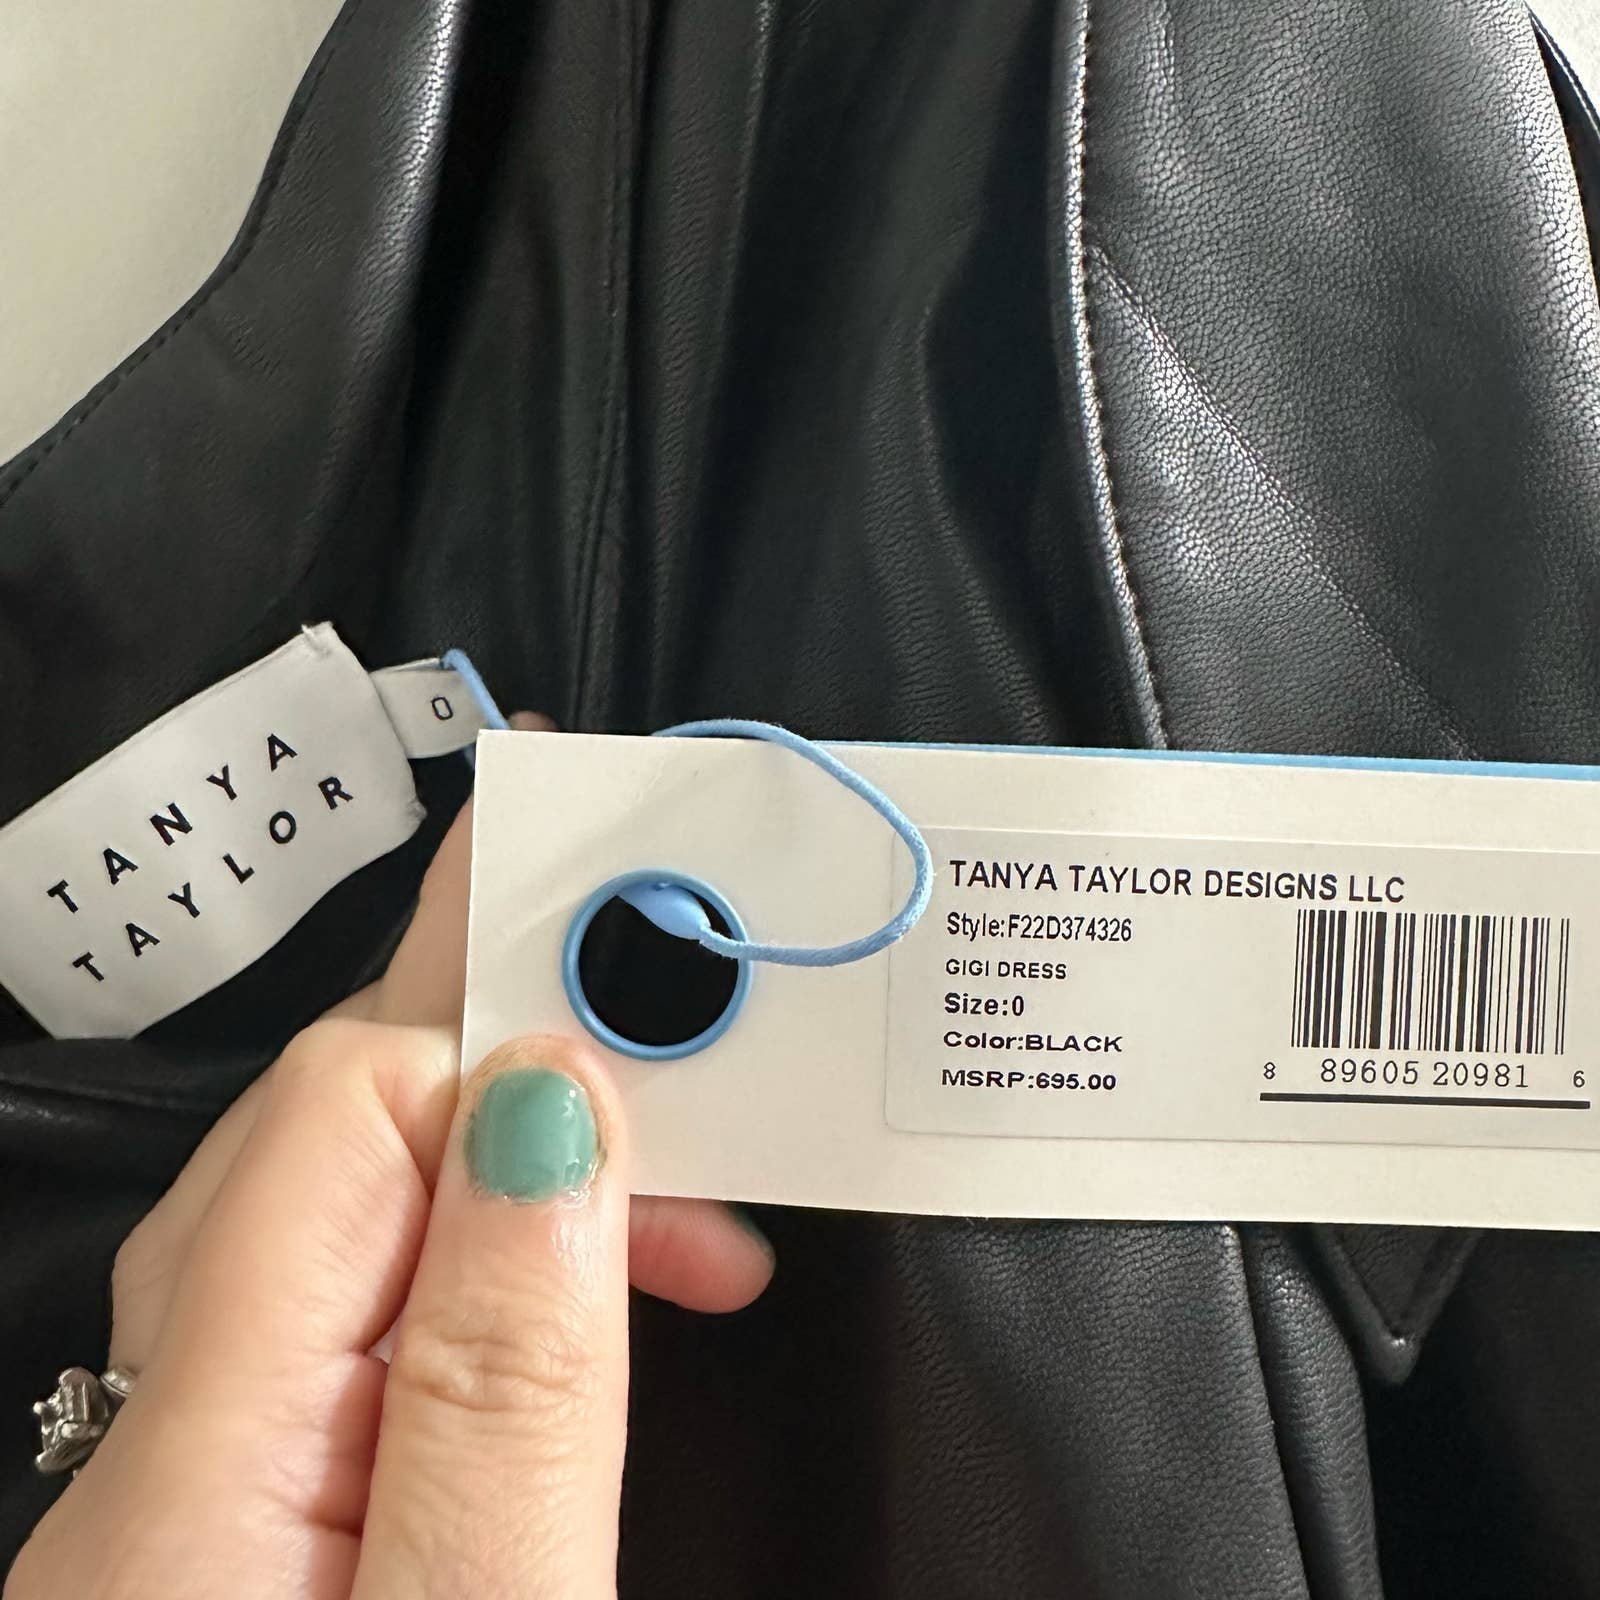 TANYA
TAYLOR
0
TANYA TAYLOR DESIGNS LLC
Style:F22D374326
GIGI DRESS
Size:0
Color:BLACK
MSRP:695.00
8 89605 20981 6